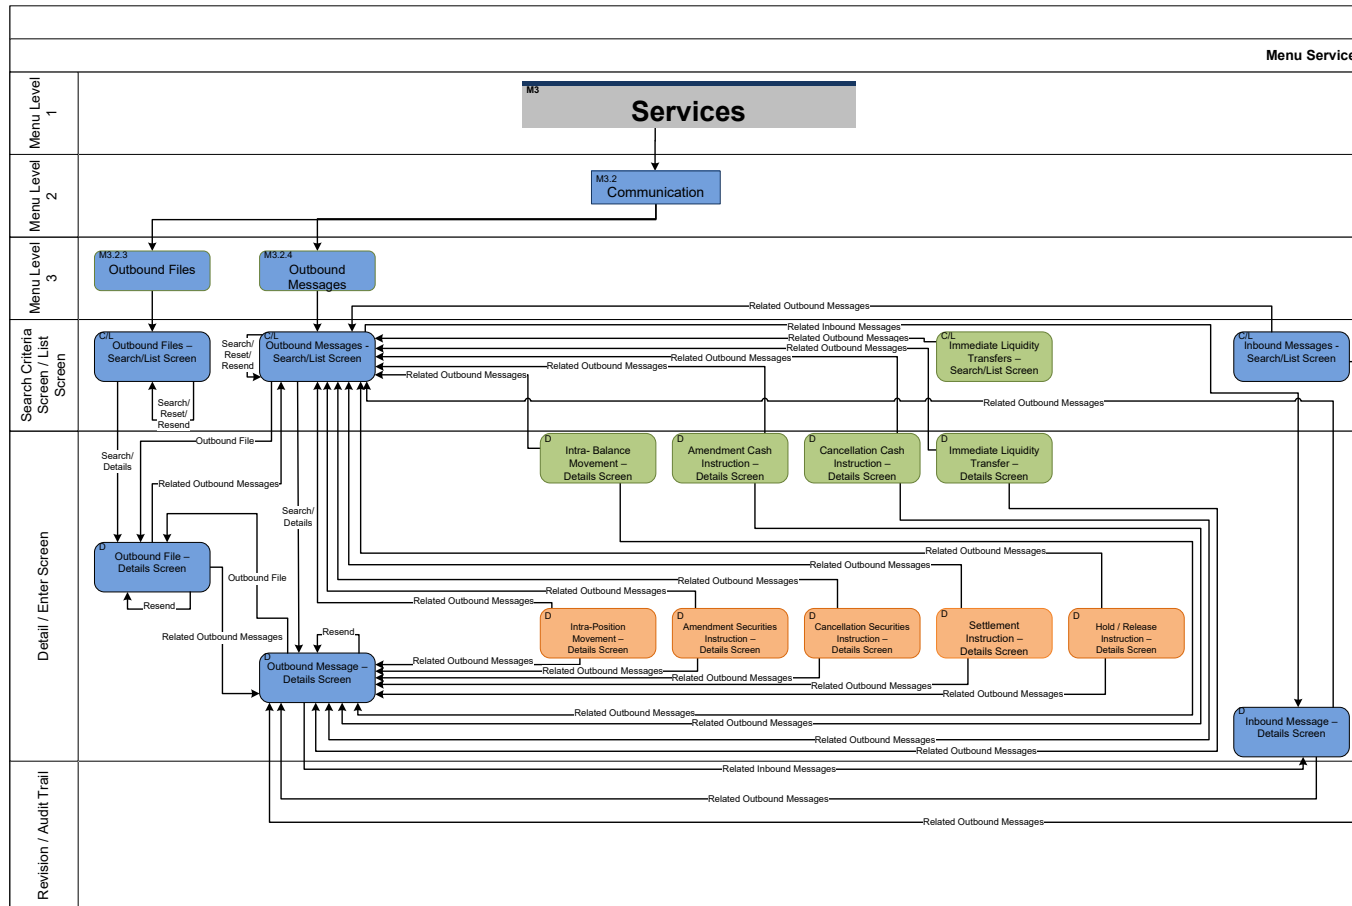 Menu Service
Menu Level
1
M3
Services
Menu Level
2
M3.2
Communication
Menu Level
3
M3.2.3
Outbound Files
M3.2.4
Outbound
Messages
Related Outbound Messages
Search Criteria
Screen / List
Screen
C/L
Outbound Files –
Search/List Screen
Search/
Reset/
Resend
C/L
Outbound Messages -
Search/List Screen
Search/
Reset/
Resend
Related Inbound Messages
Related Outbound Messages
Related Outbound Messages
Related Outbound Messages
Related Outbound Messages
Related Outbound Messages
C/L
Immediate Liquidity
Transfers –
Search/List Screen
C/L
Inbound Messages -
Search/List Screen
Related Outbound Messages
Detail / Enter Screen
Search/
Details
Outbound File
Related Outbound Messages
Search/
Details
D
Intra- Balance
Movement –
Details Screen
D
Amendment Cash
Instruction –
Details Screen
D
Cancellation Cash
Instruction –
Details Screen
D
Immediate Liquidity
Transfer –
Details Screen
D
Outbound File –
Details Screen
Resend
Outbound File
Related Outbound Messages
Related Outbound Messages
Related Outbound Messages
Related Outbound Messages
Related Outbound Messages
Related Outbound Messages
D
Intra-Position
Movement –
Details Screen
D
Amendment Securities
Instruction –
Details Screen
D
Cancellation Securities
Instruction –
Details Screen
D
Settlement
Instruction –
Details Screen
D
Hold / Release
Instruction –
Details Screen
Resend
D
Outbound Message –
Details Screen
Related Outbound Messages
Related Outbound Messages
Related Outbound Messages
Related Outbound Messages
Related Outbound Messages
Related Outbound Messages
Related Outbound Messages
Related Outbound Messages
Related Outbound Messages
D
Inbound Message –
Details Screen
Revision / Audit Trail
Related Inbound Messages
Related Outbound Messages
Related Outbound Messages